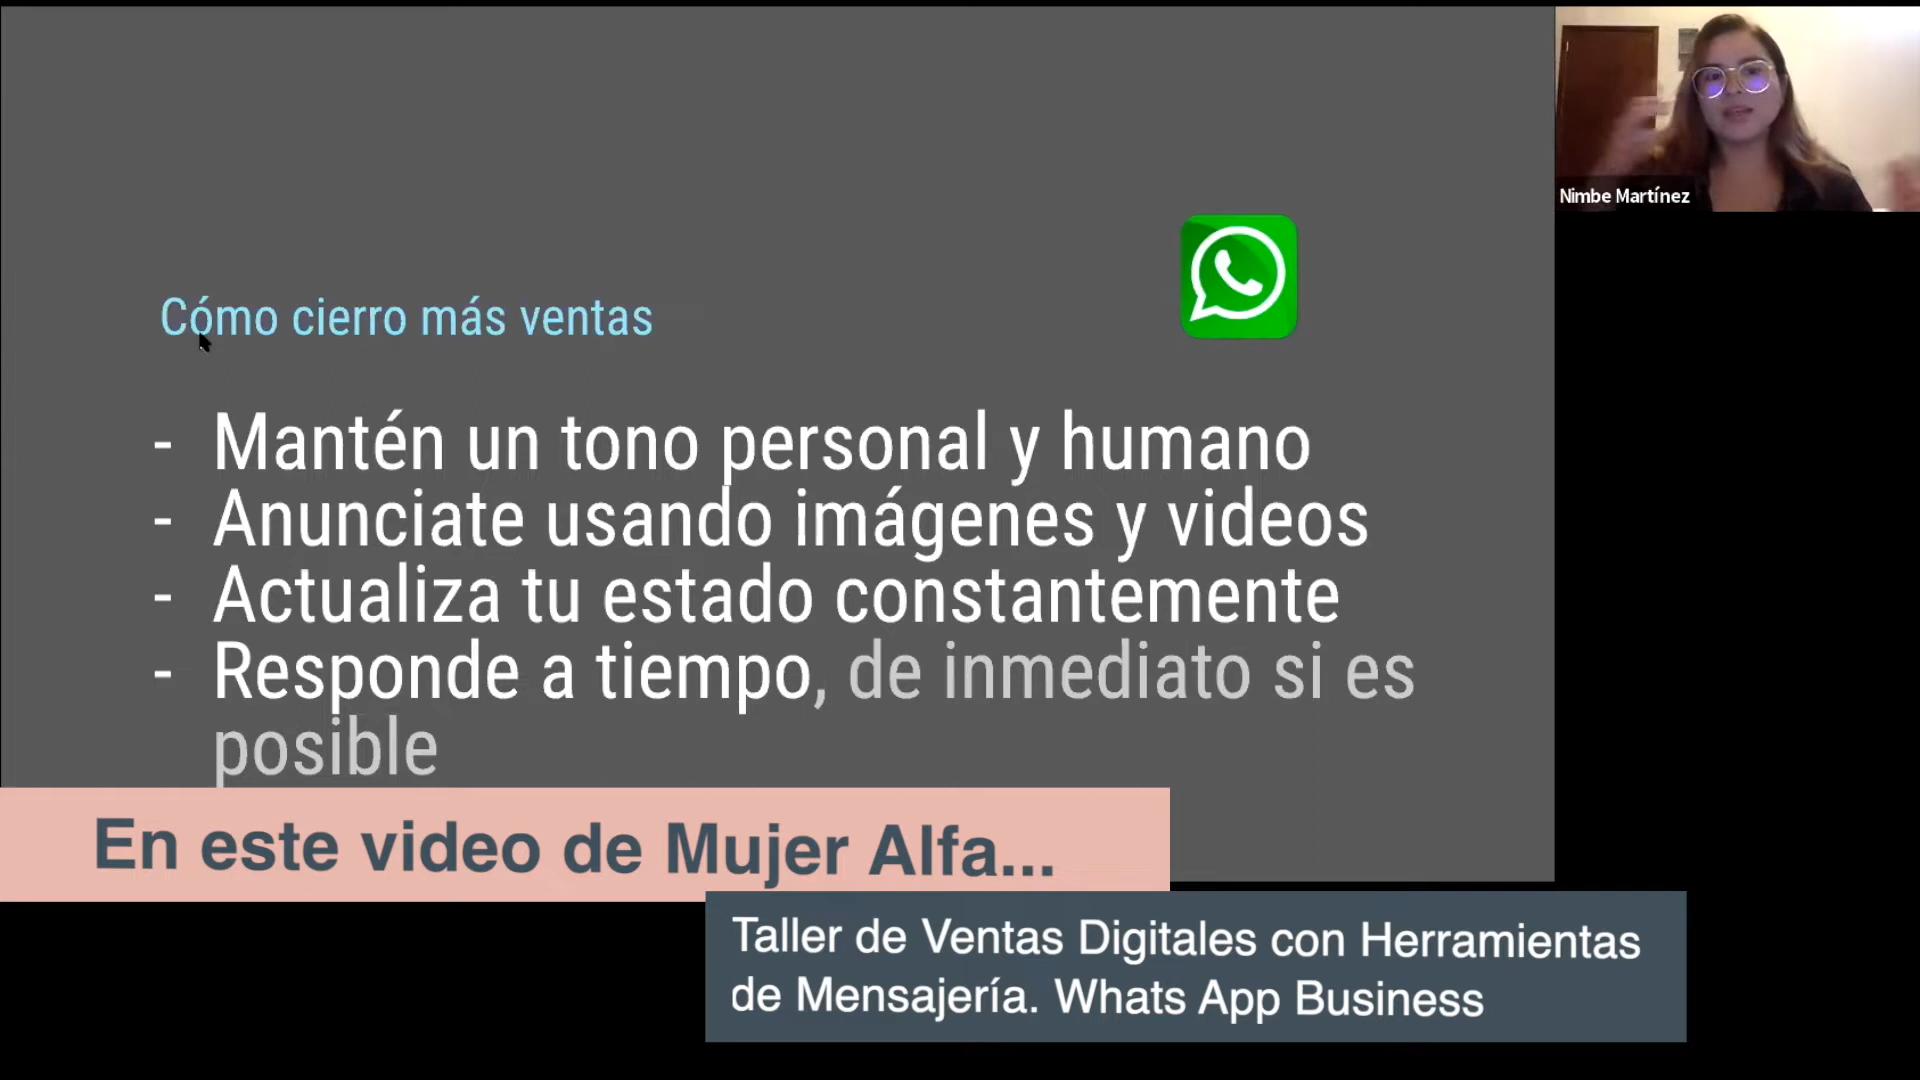 Nimbe Martínez
Cómo cierro más ventas
- Mantén un tono personal y humano
- Anunciate usando imágenes y videos
- Actualiza tu estado constantemente
- Responde a tiempo, de inmediato si es
posible
En este video de Mujer Alfa...
Taller de Ventas Digitales con Herramientas
de Mensajería. Whats App Business